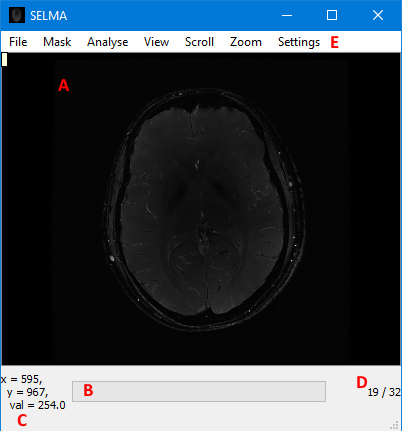 SELMA
File Mask Analyse View Scroll Zoom Settings E
A
x = 595,
y = 967,
val = 254.0
B
C
D
19 / 32